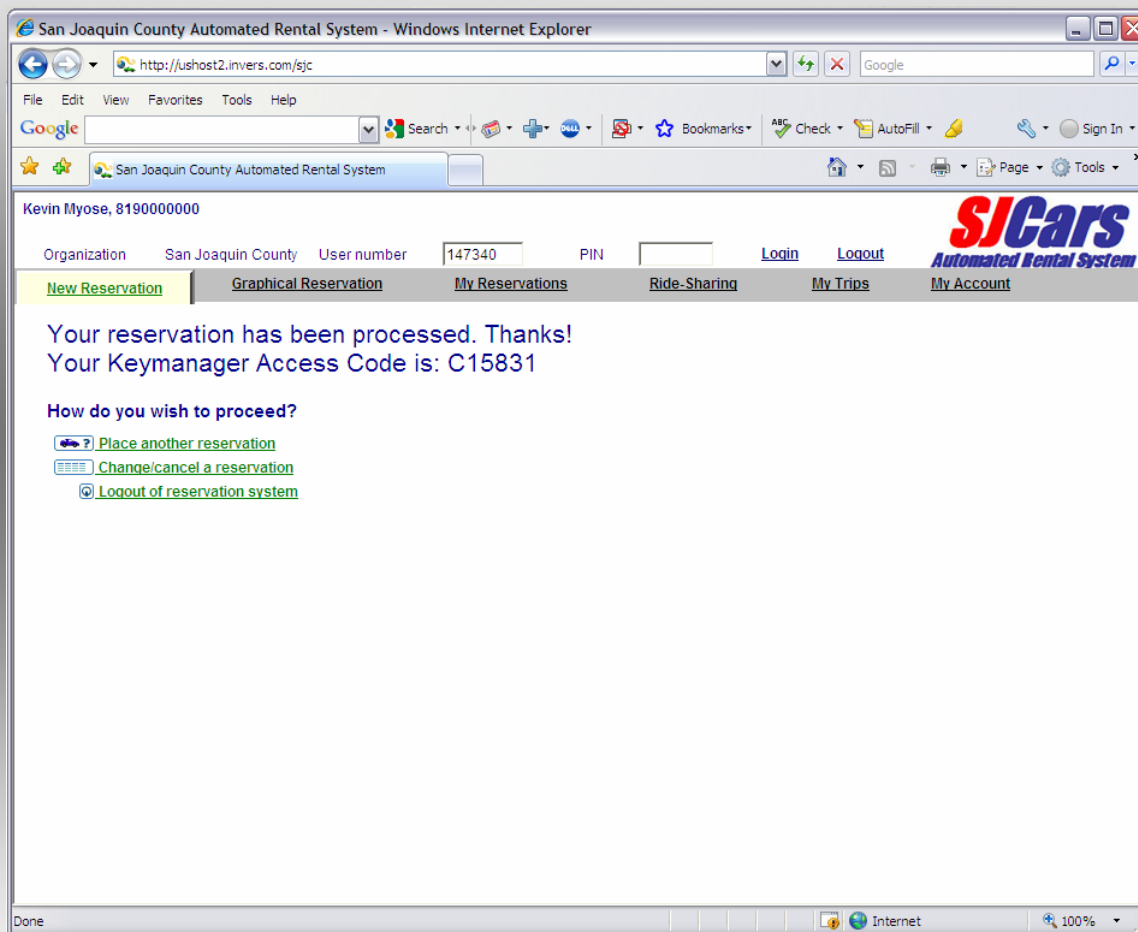 San Joaquin County Automated Rental System - Windows Internet Explorer
http://ushost2.invers.com/sjc
Google
File Edit View Favorites Tools Help
Google Search Bookmarks ABC Check AutoFill Sign In
San Joaquin County Automated Rental System Page Tools
Kevin Myose, 8190000000
SJCars
Automated Rental System
Organization San Joaquin County User number 147340 PIN Login Logout
New Reservation Graphical Reservation My Reservations Ride-Sharing My Trips My Account
Your reservation has been processed. Thanks!
Your Keymanager Access Code is: C15831
How do you wish to proceed?
? Place another reservation
Change/cancel a reservation
Logout of reservation system
Done Internet 100%